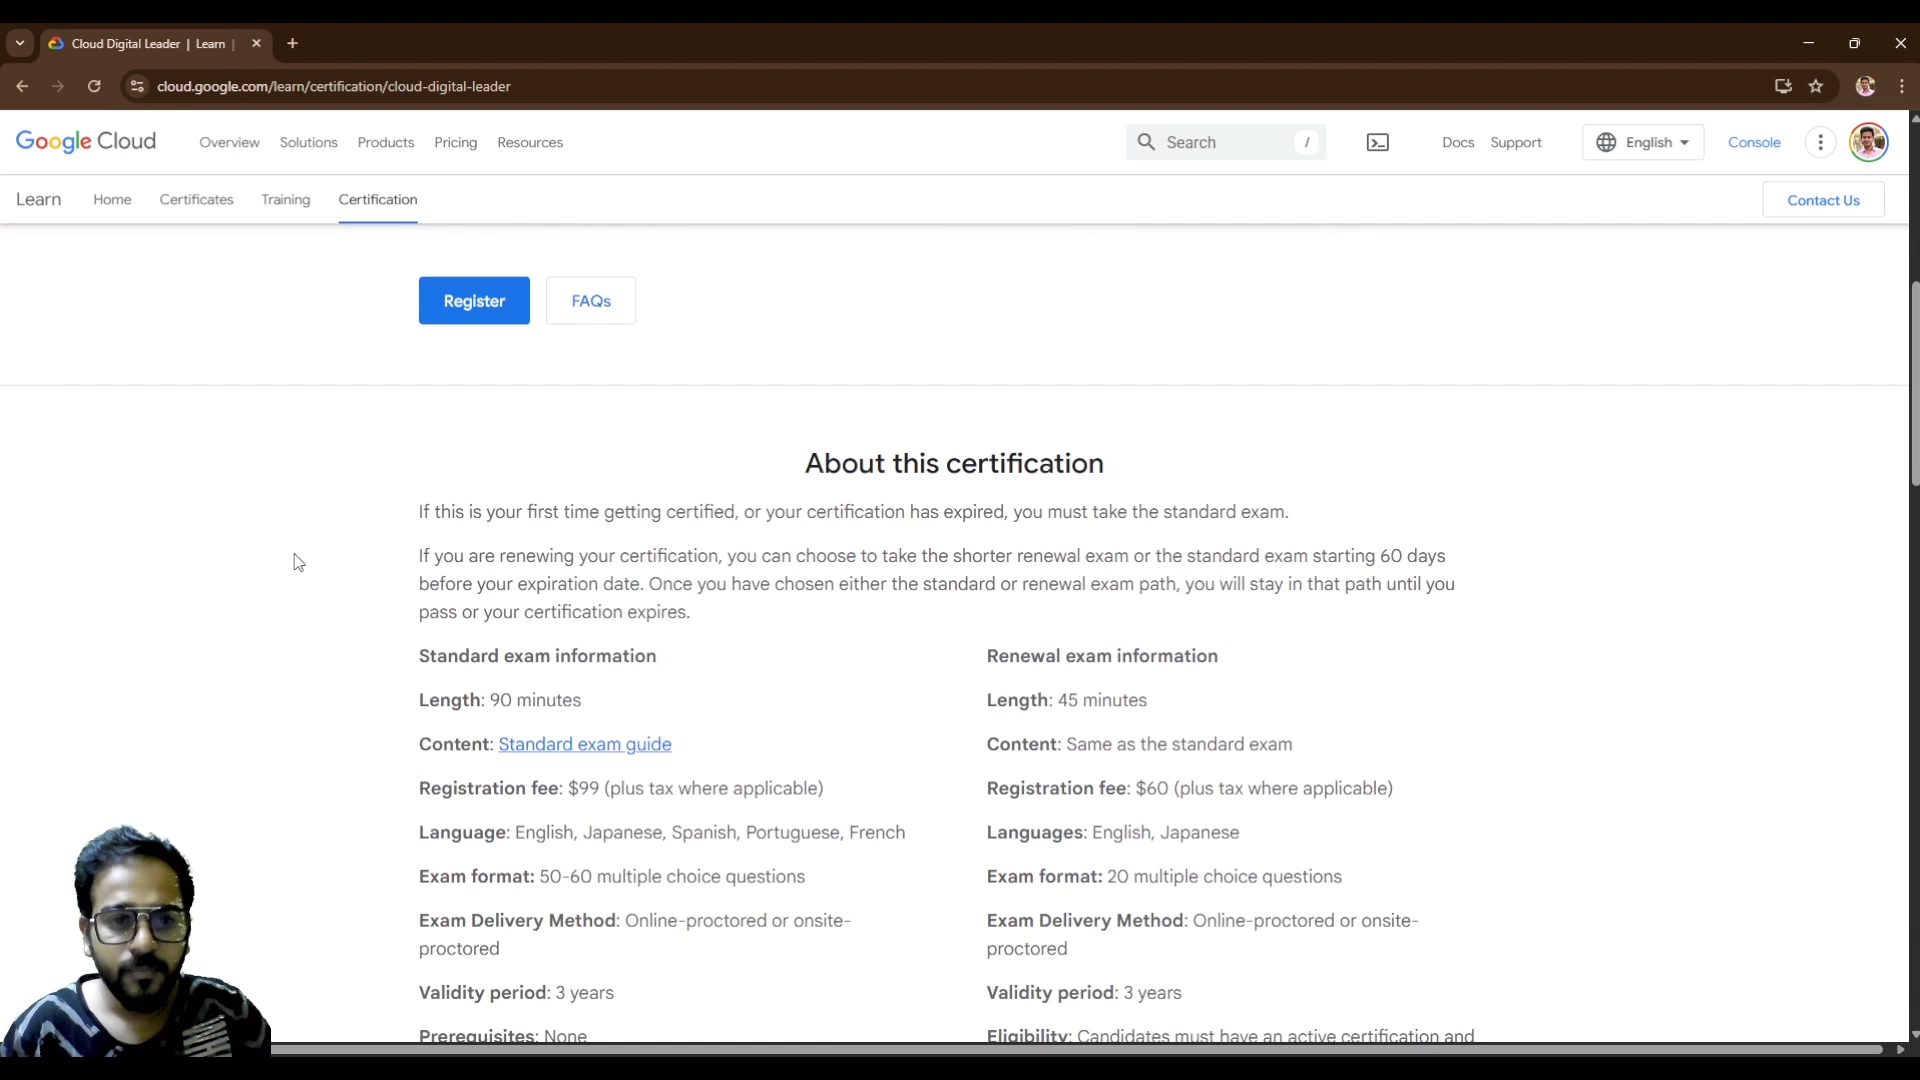 Cloud Digital Leader | Learn |
cloud.google.com/learn/certification/cloud-digital-leader
Google Cloud Overview Solutions Products Pricing Resources Search / Docs Support English Console
Learn Home Certificates Training Certification Contact Us
Register FAQs
About this certification
If this is your first time getting certified, or your certification has expired, you must take the standard exam.
If you are renewing your certification, you can choose to take the shorter renewal exam or the standard exam starting 60 days
before your expiration date. Once you have chosen either the standard or renewal exam path, you will stay in that path until you
pass or your certification expires.
Standard exam information
Length: 90 minutes
Content: Standard exam guide
Registration fee: $99 (plus tax where applicable)
Language: English, Japanese, Spanish, Portuguese, French
Exam format: 50-60 multiple choice questions
Exam Delivery Method: Online-proctored or onsite-
proctored
Validity period: 3 years
Prerequisites: None
Renewal exam information
Length: 45 minutes
Content: Same as the standard exam
Registration fee: $60 (plus tax where applicable)
Languages: English, Japanese
Exam format: 20 multiple choice questions
Exam Delivery Method: Online-proctored or onsite-
proctored
Validity period: 3 years
Eligibility: Candidates must have an active certification and